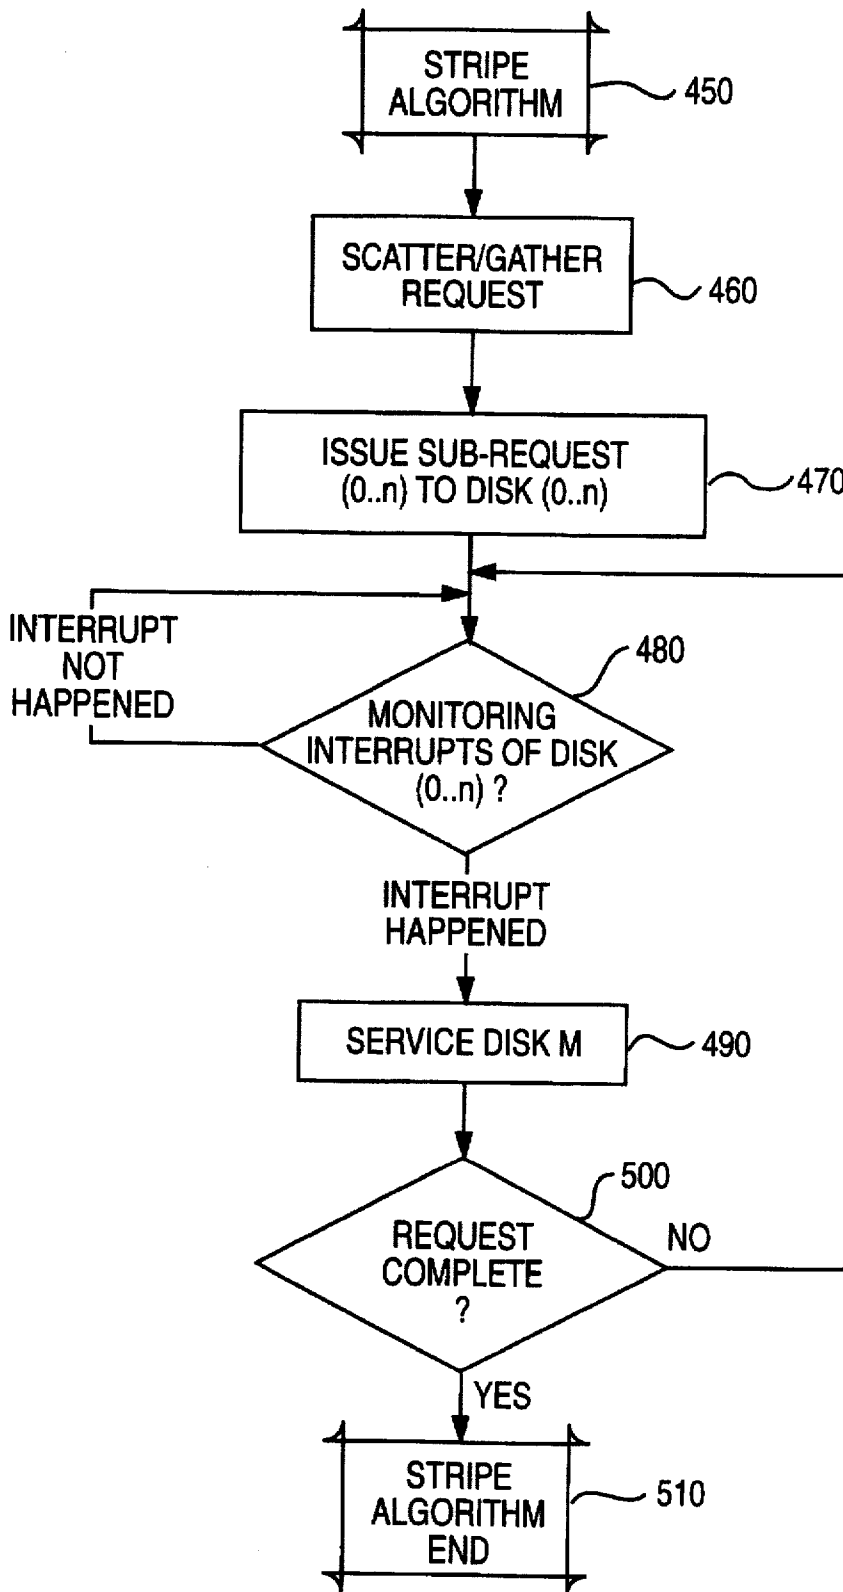 STRIPE
ALGORITHM
450
SCATTER/GATHER
REQUEST
460
ISSUE SUB-REQUEST
(0..n) TO DISK (0..n)
470
INTERRUPT
NOT
HAPPENED
480
MONITORING
INTERRUPTS OF DISK
(0..n) ?
INTERRUPT
HAPPENED
SERVICE DISK M
490
500
REQUEST
COMPLETE
?
NO
YES
STRIPE
ALGORITHM
END
510